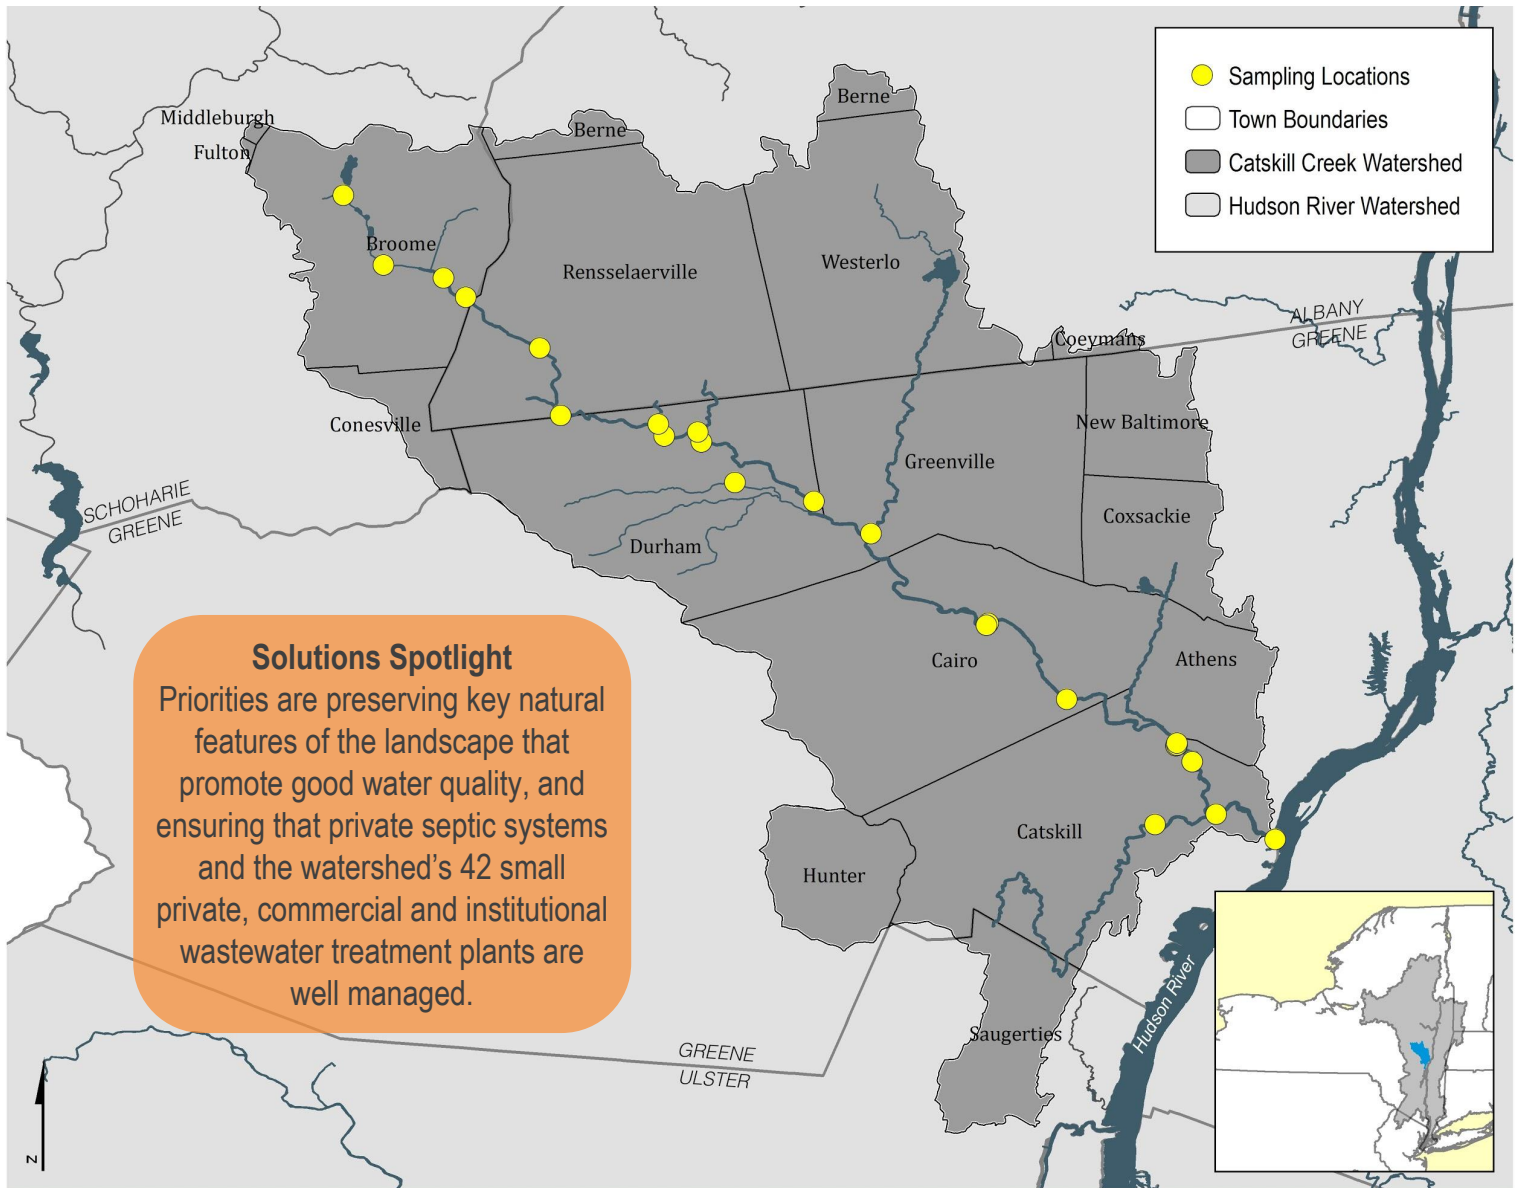 Sampling Locations
Town Boundaries
Catskill Creek Watershed
Hudson River Watershed
Berne
Middleburgh
Berne
Fulton
Broome
Rensselaerville
Westerlo
ALBANY
GREENE
Coeymans
Conesville
New Baltimore
Greenville
SCHOHARIE
GREENE
Coxsackie
Durham
Cairo
Athens
Solutions Spotlight
Priorities are preserving key natural
features of the landscape that
promote good water quality, and
ensuring that private septic systems
and the watershed’s 42 small
private, commercial and institutional
wastewater treatment plants are
well managed.
Catskill
Hunter
Hudson River
Saugerties
GREENE
ULSTER
N